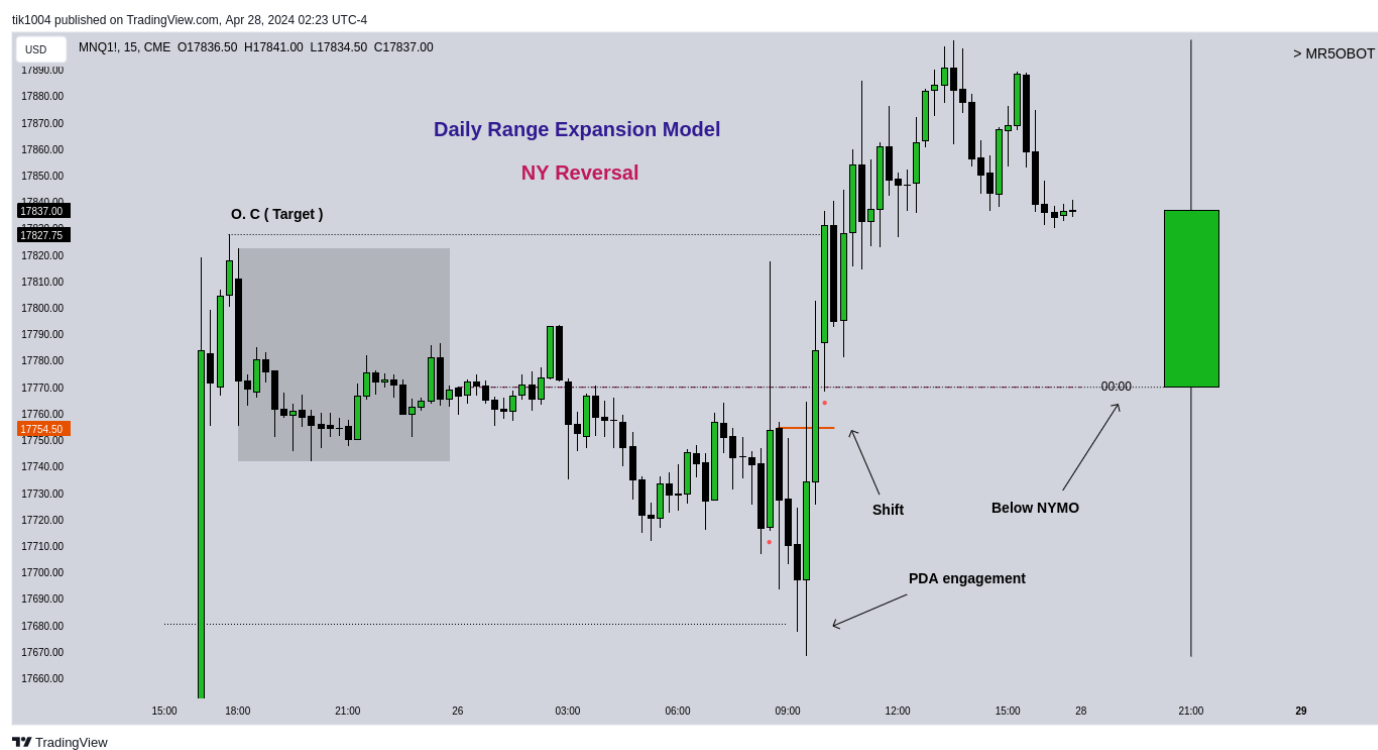 tik1004 published on TradingView.com, Apr 28, 2024 02:23 UTC-4
USD
MNQ1!, 15, CME O17836.50 H17841.00 L17834.50 C17837.00
> MR5OBOT
17890.00
17880.00
17870.00
Daily Range Expansion Model
17860.00
17850.00
NY Reversal
17840.00
17837.00
O. C ( Target )
17827.75
17820.00
17810.00
17800.00
17790.00
17780.00
17770.00
00:00
17760.00
17754.50
17750.00
17740.00
17730.00
Shift
Below NYMO
17720.00
17710.00
17700.00
PDA engagement
17690.00
17680.00
17670.00
17660.00
15:00 18:00 21:00 26 03:00 06:00 09:00 12:00 15:00 28 21:00 29
TradingView